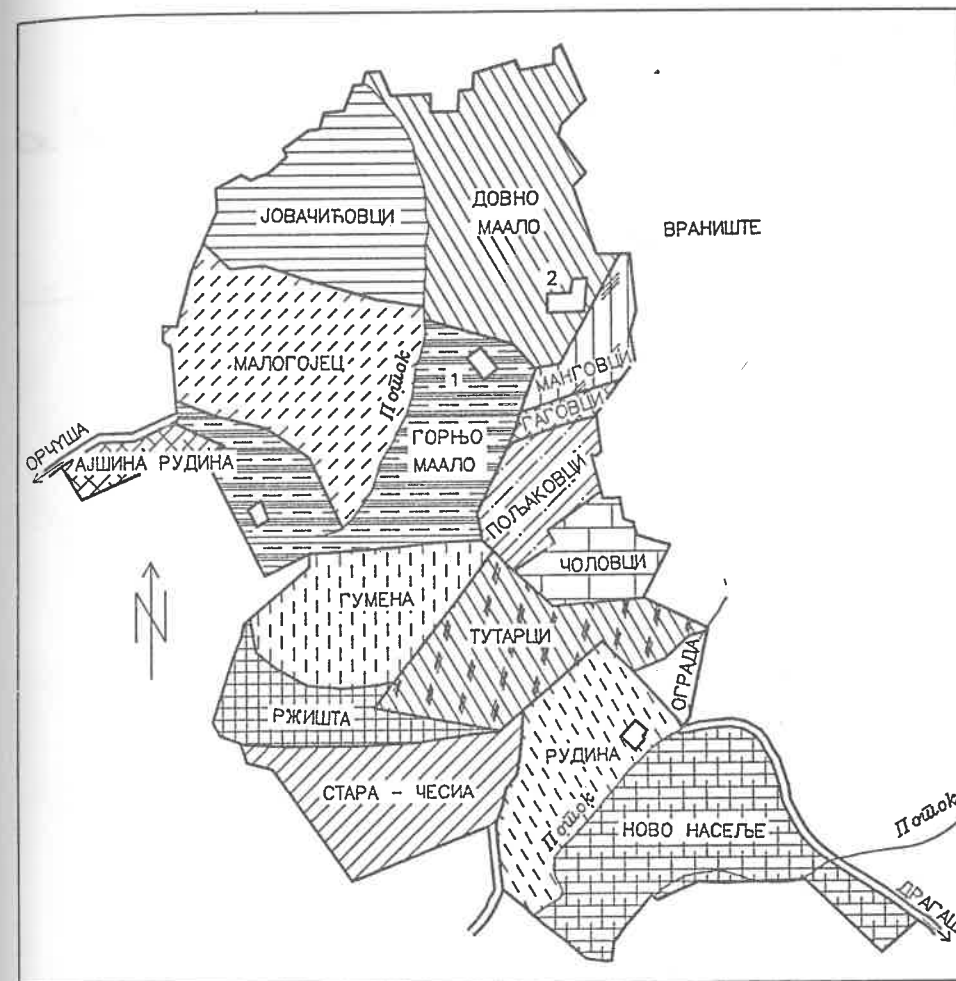 ЈОВАЧИЋОВЦИ
ДОВНО
МААЛО
ВРАНИШТЕ
2
МАЛОГОЈЕЦ
Поток
1
МАНГОВЦИ
ГАГОВЦИ
ГОРЊО
МААЛО
ОРЧУША
АЈШИНА РУДИНА
ПОЉАКОВЦИ
ЧОЛОВЦИ
N
ГУМЕНА
ТУТАРЦИ
ОГРАДА
РЖИШТА
РУДИНА
СТАРА - ЧЕСИА
Поток
НОВО НАСЕЉЕ
Поток
ДРАГАШ